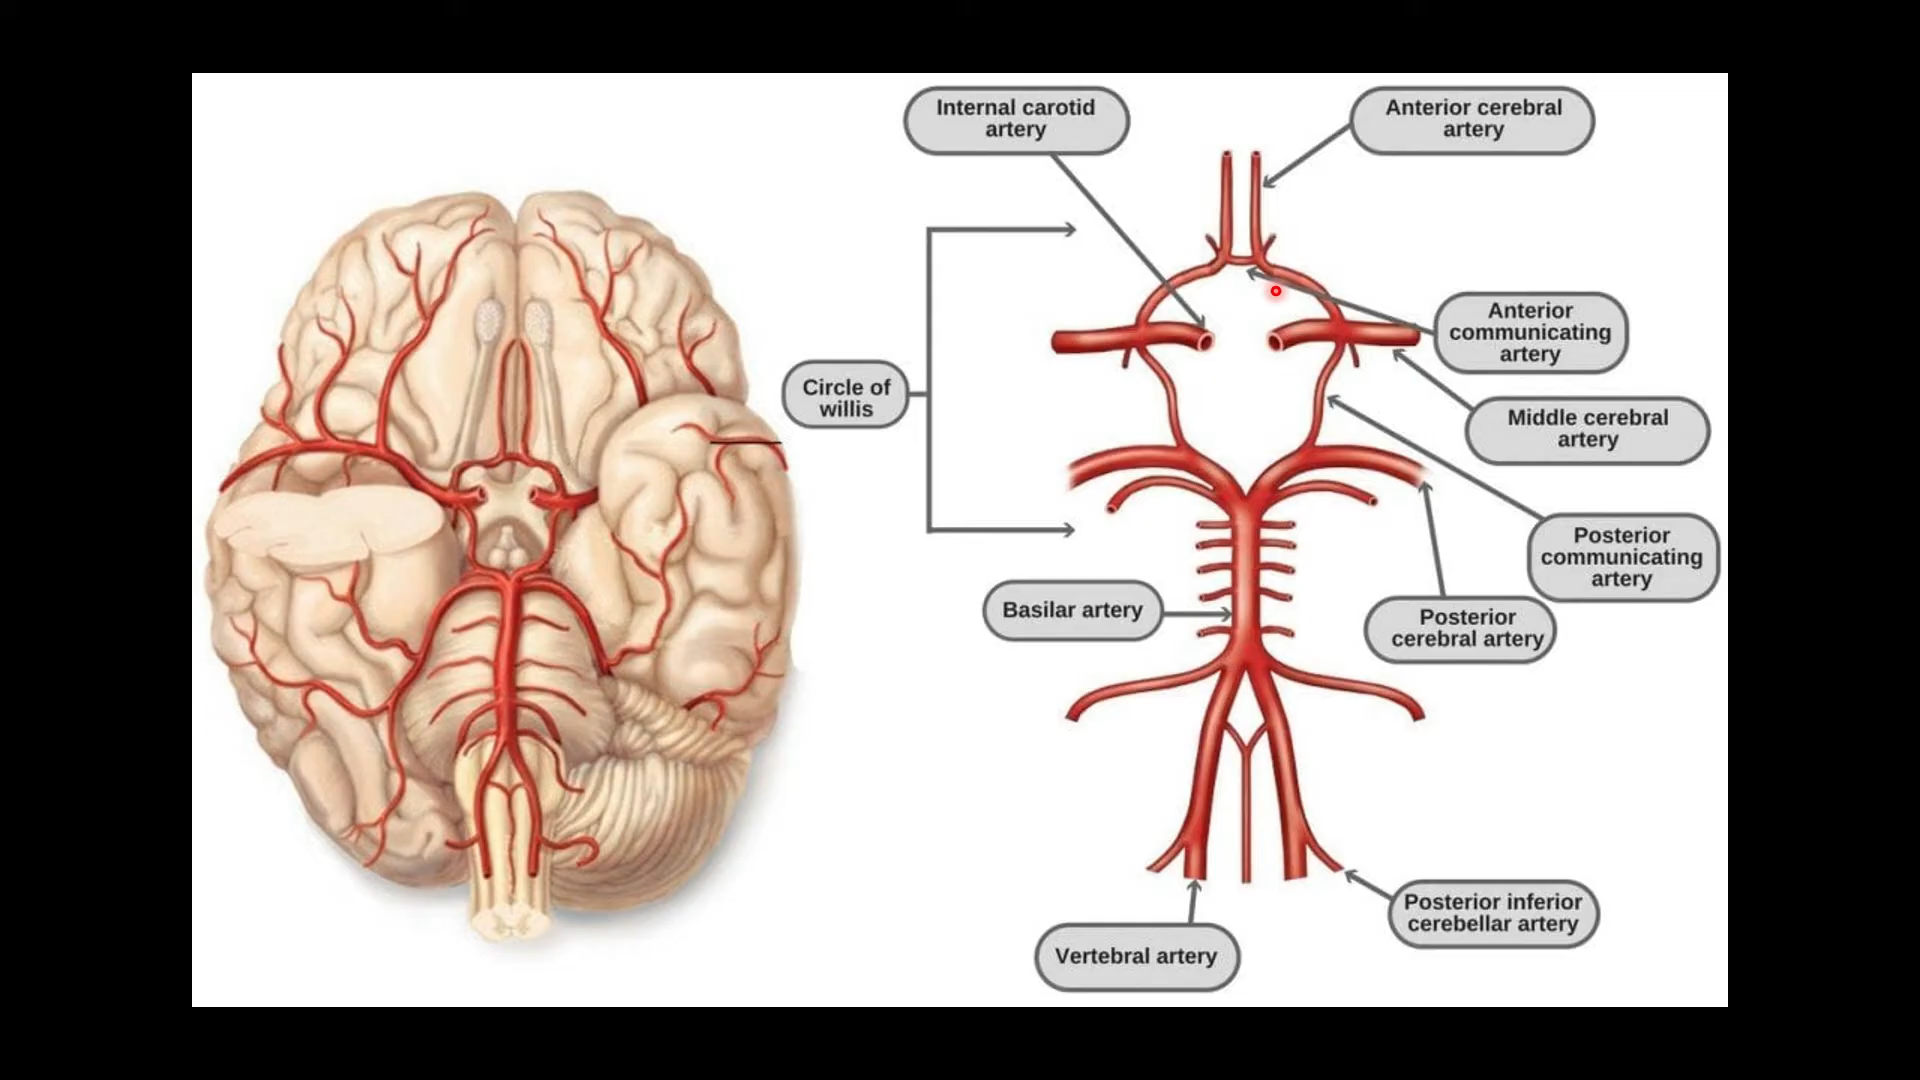 Internal carotid
artery
Anterior cerebral
artery
Anterior
communicating
artery
Circle of
willis
Middle cerebral
artery
Posterior
communicating
artery
Basilar artery
Posterior
cerebral artery
Posterior inferior
cerebellar artery
Vertebral artery